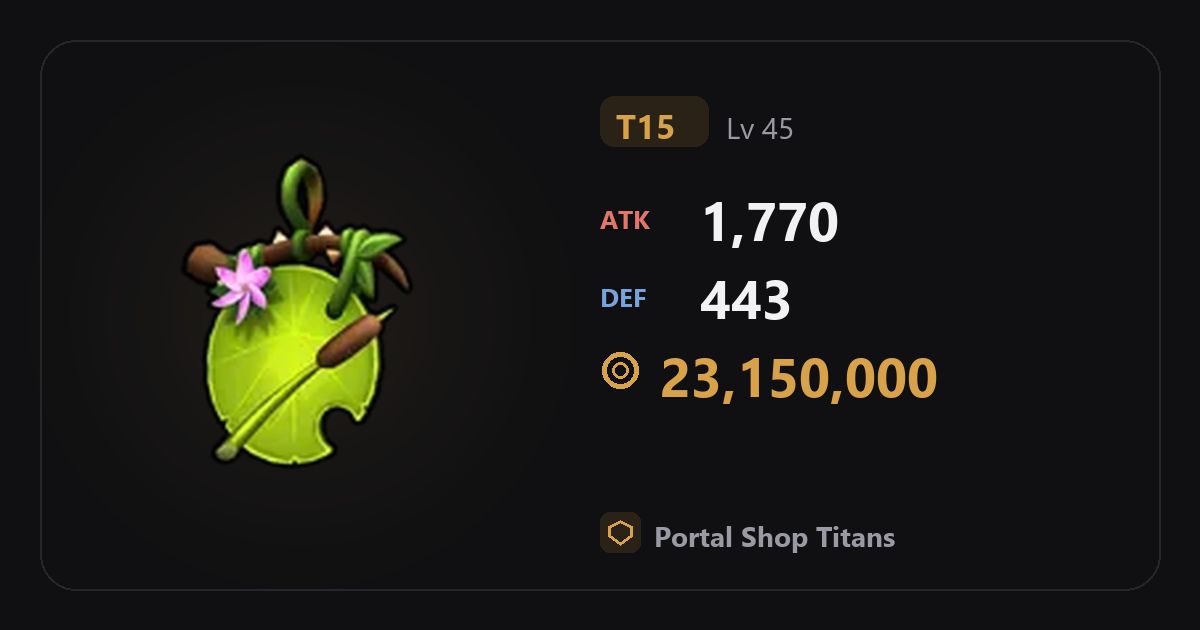 T15 Lv 45
ATK 1,770
DEF 443
23,150,000
Portal Shop Titans